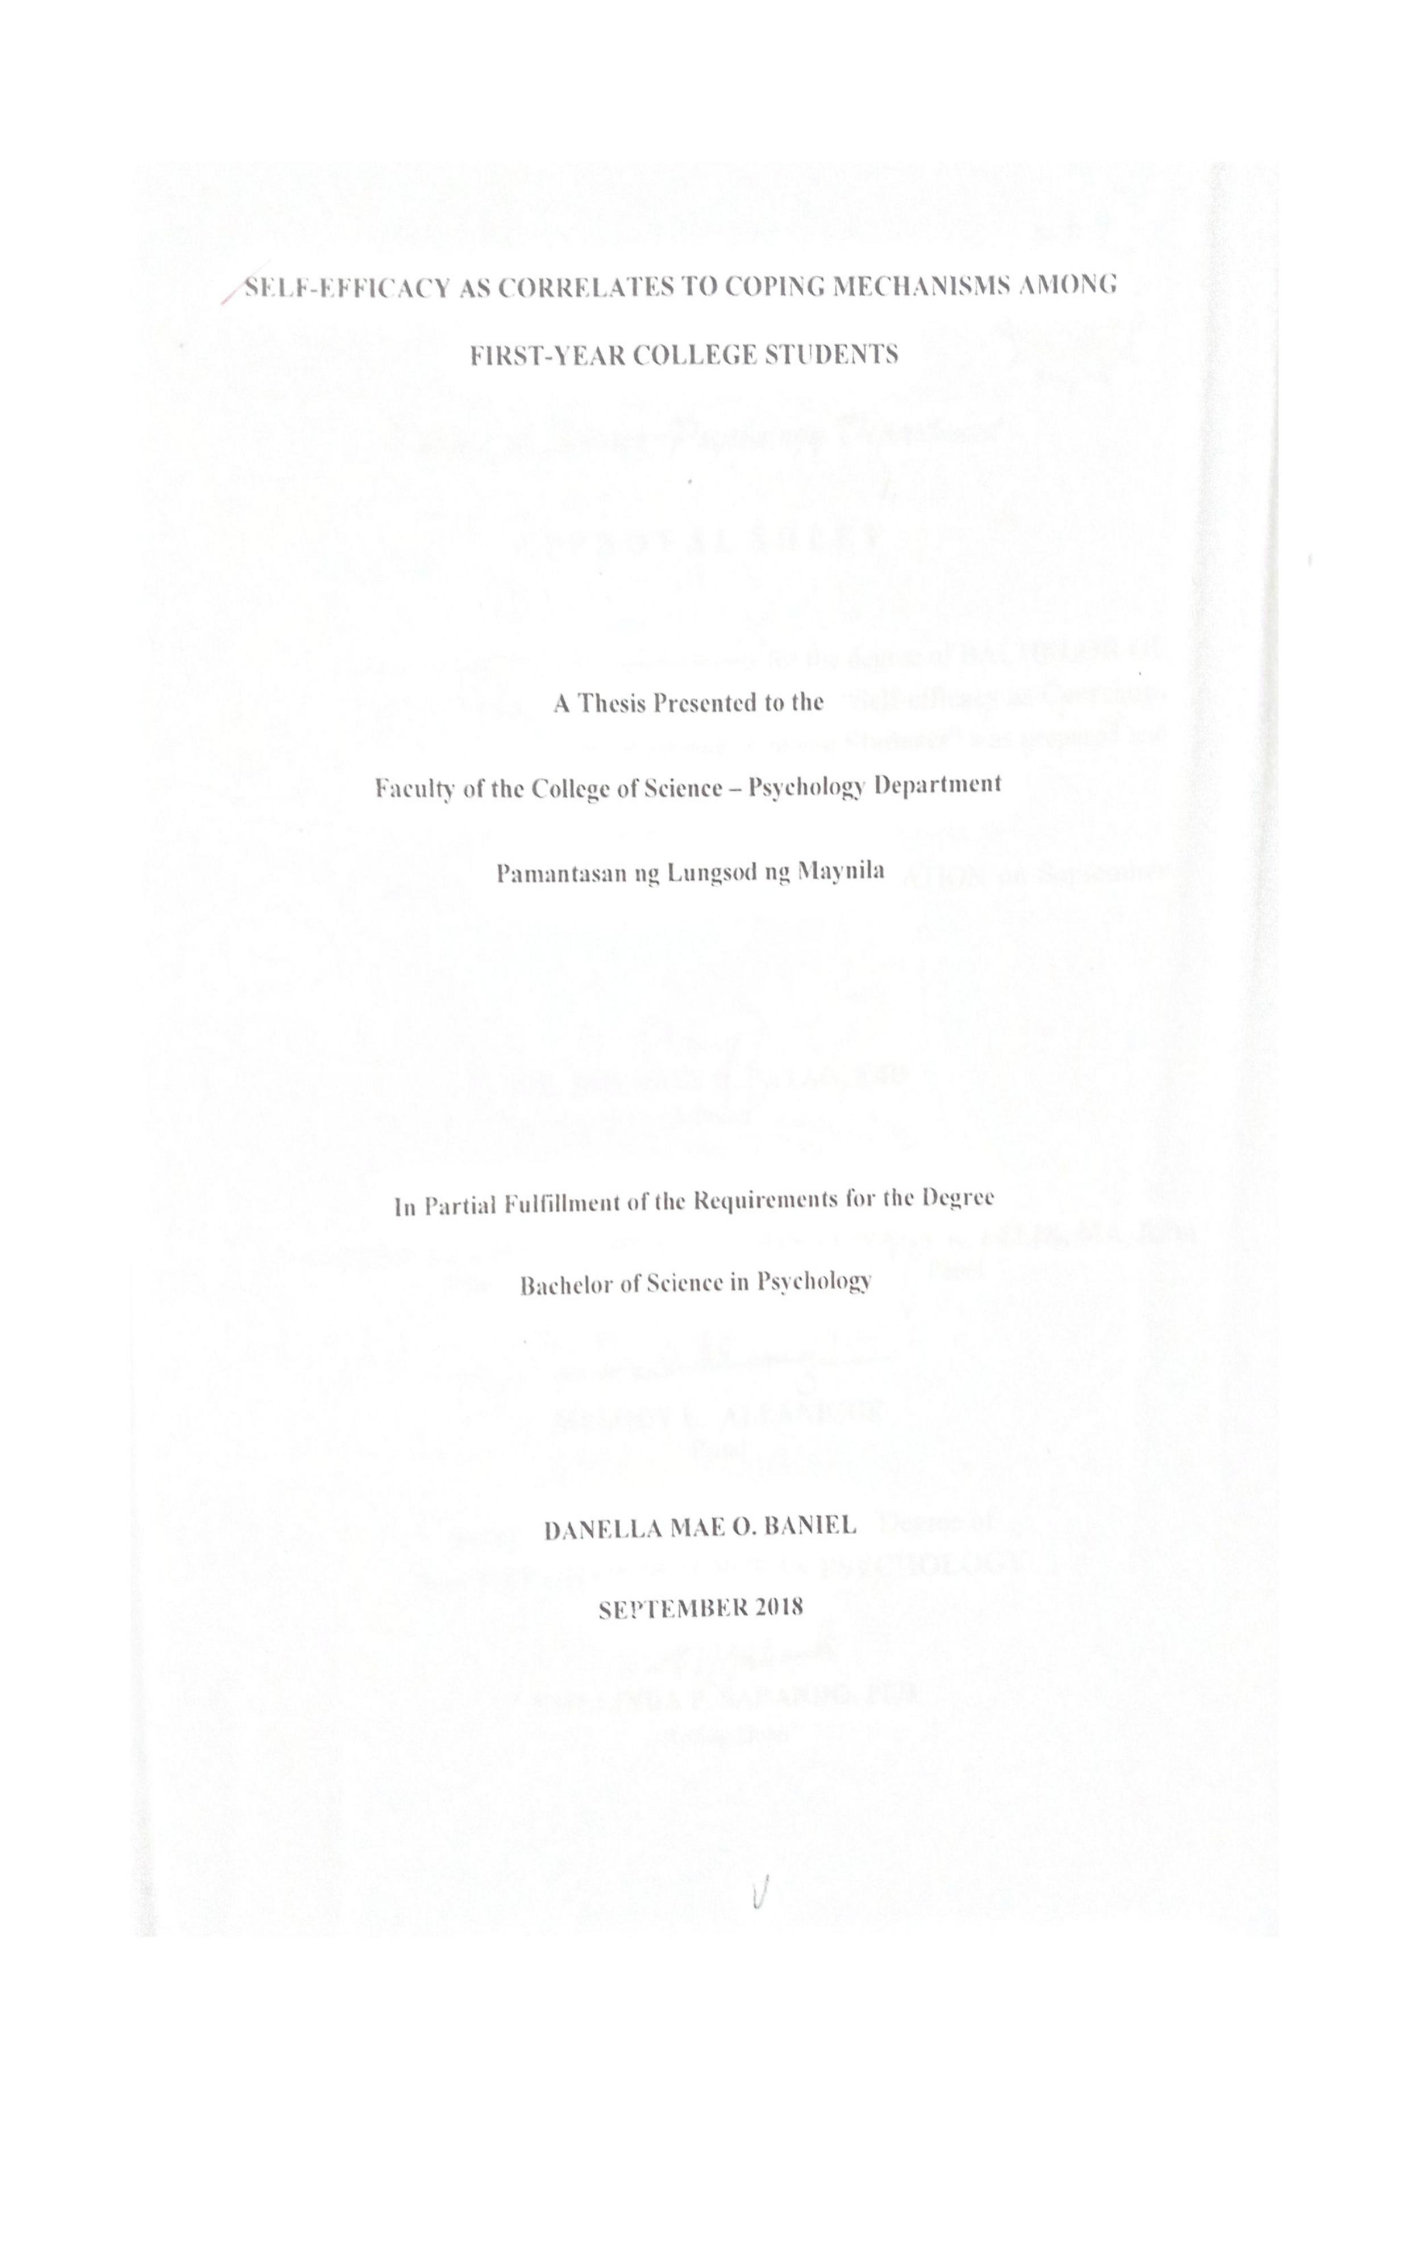 SELF-EFFICACY AS CORRELATES TO COPING MECHANISMS AMONG
FIRST-YEAR COLLEGE STUDENTS
A Thesis Presented to the
Faculty of the College of Science – Psychology Department
Pamantasan ng Lungsod ng Maynila
In Partial Fulfillment of the Requirements for the Degree
Bachelor of Science in Psychology
DANELLA MAE O. BANIEL
SEPTEMBER 2018